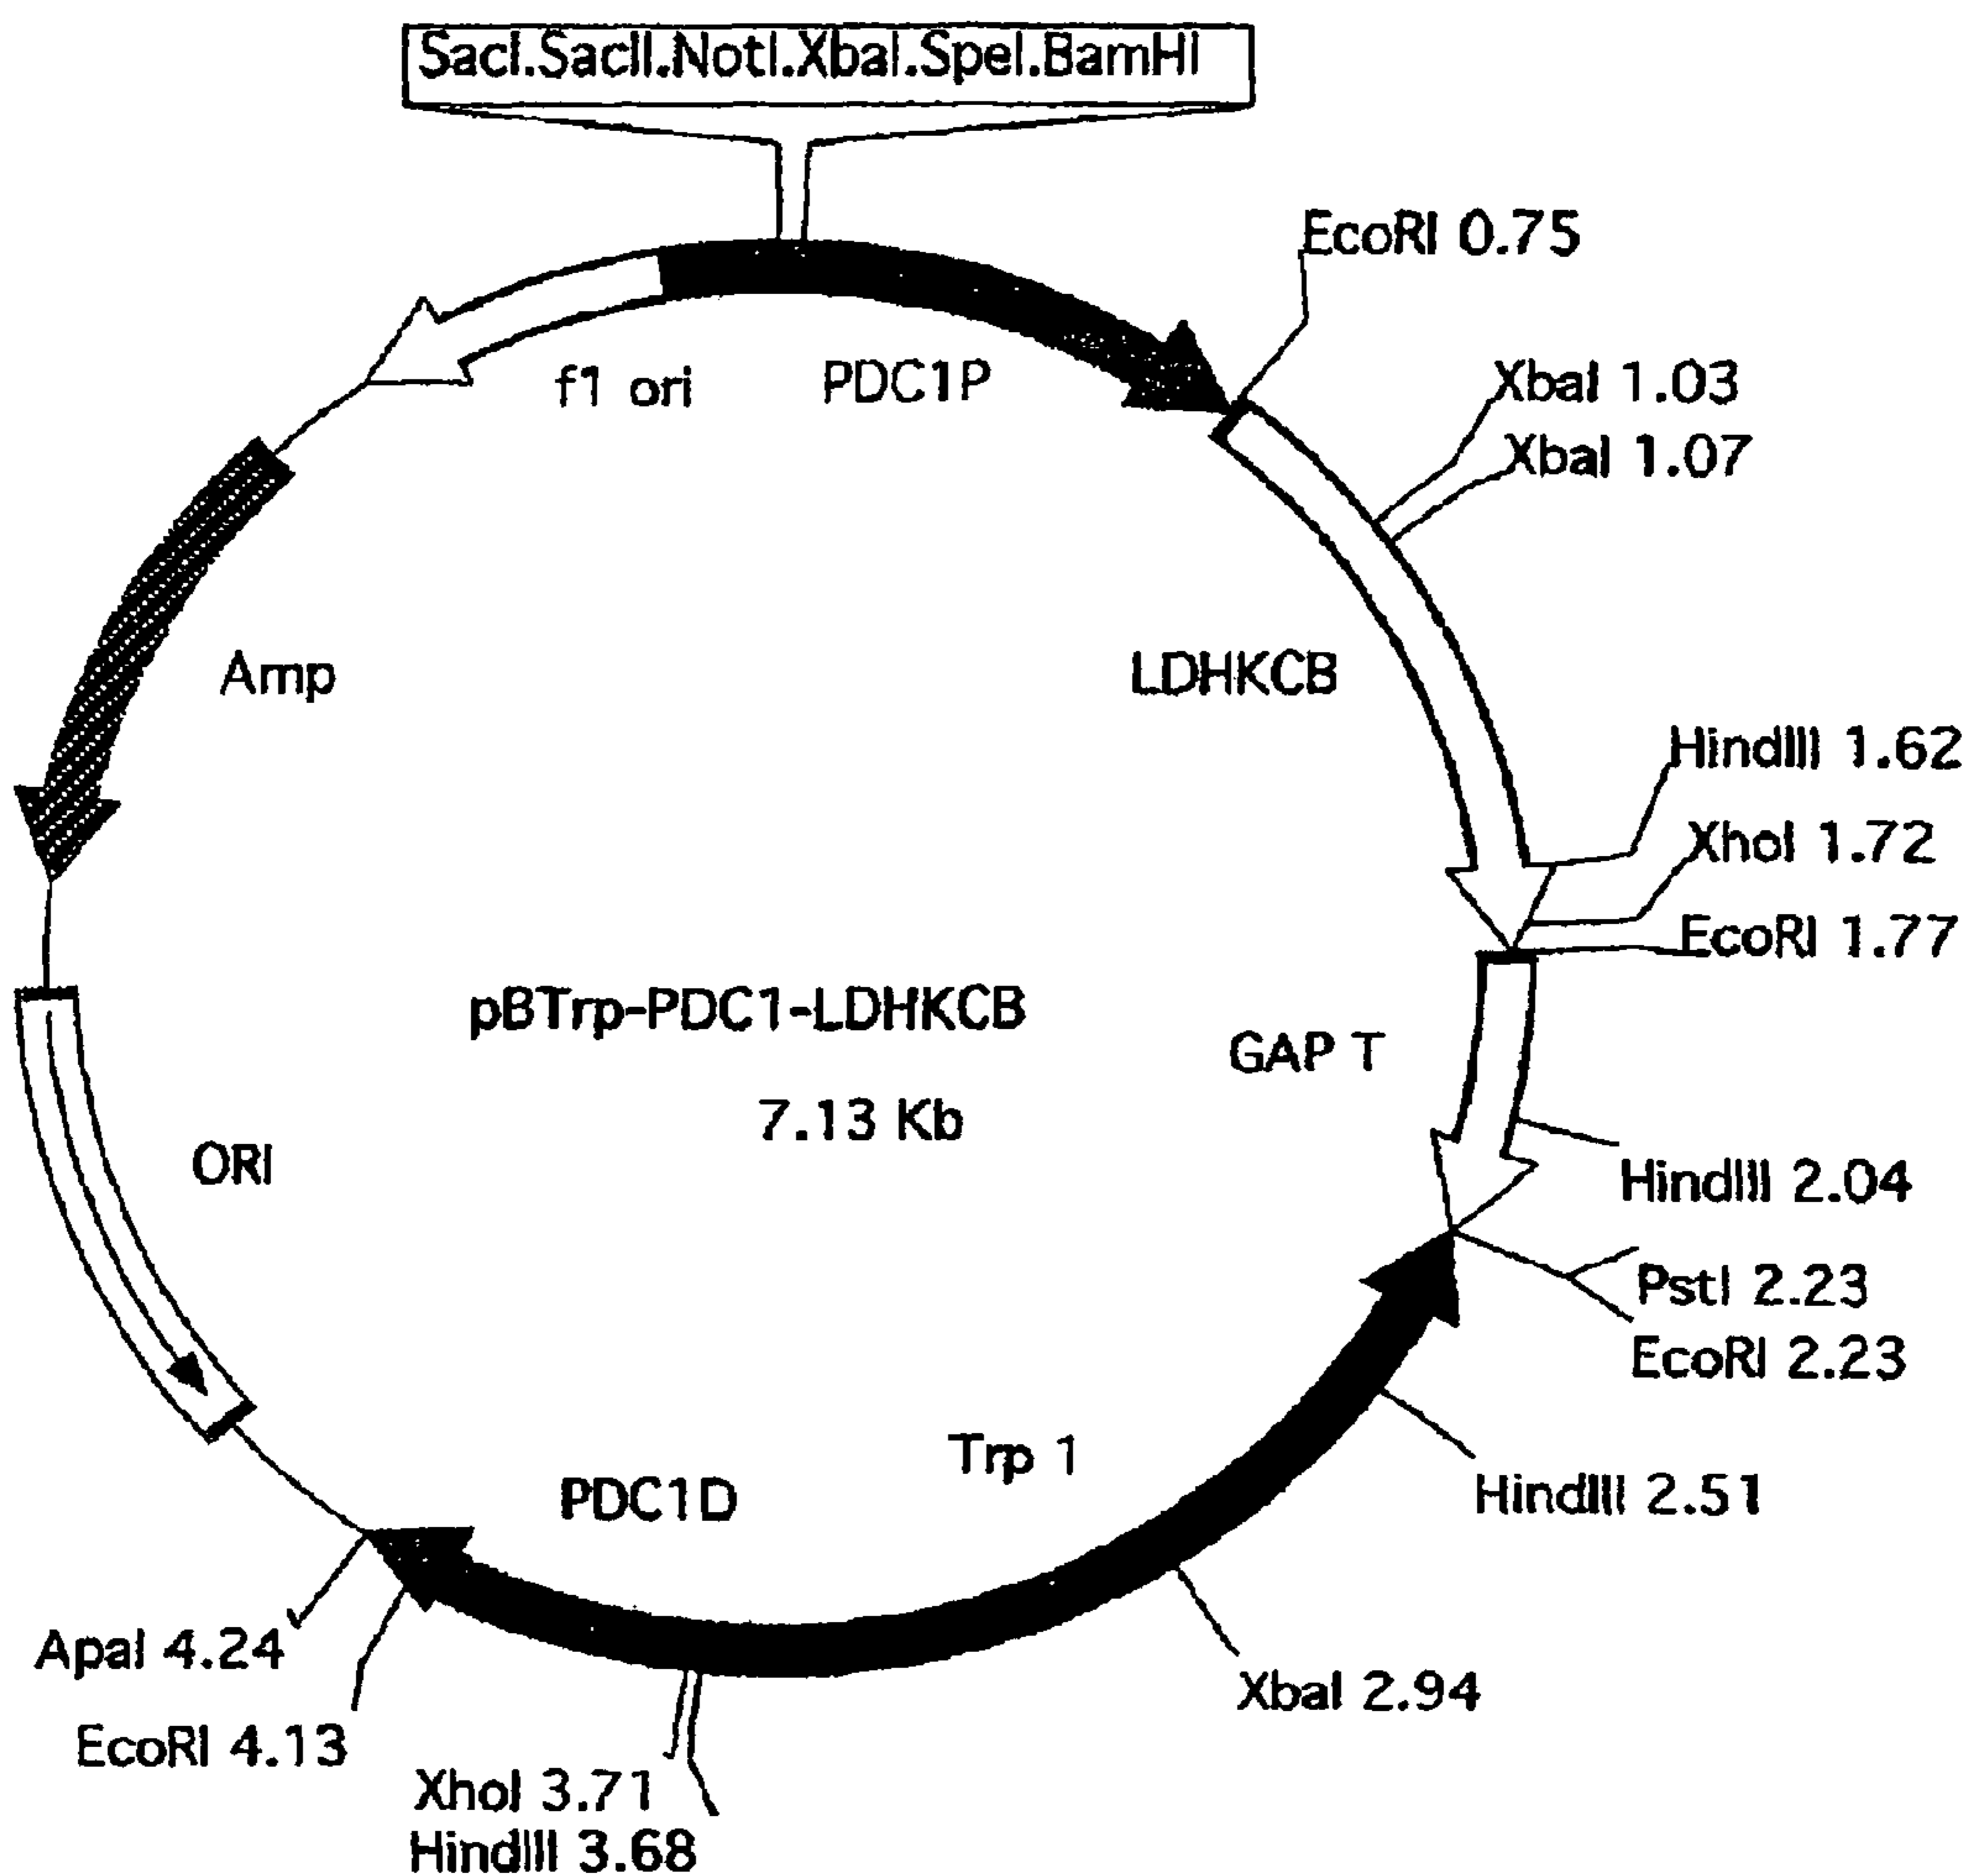 SacI.SacII.NotI.XbaI.SpeI.BamHI
EcoRI 0.75
XbaI 1.03
XbaI 1.07
f1 ori
PDC1P
Amp
LDHKCB
HindIII 1.62
XhoI 1.72
EcoRI 1.77
pBTrp-PDC1-LDHKCB
7.13 Kb
GAP T
ORI
HindIII 2.04
PstI 2.23
EcoRI 2.23
Trp 1
PDC1D
HindIII 2.51
ApaI 4.24
XbaI 2.94
EcoRI 4.13
XhoI 3.71
HindIII 3.68